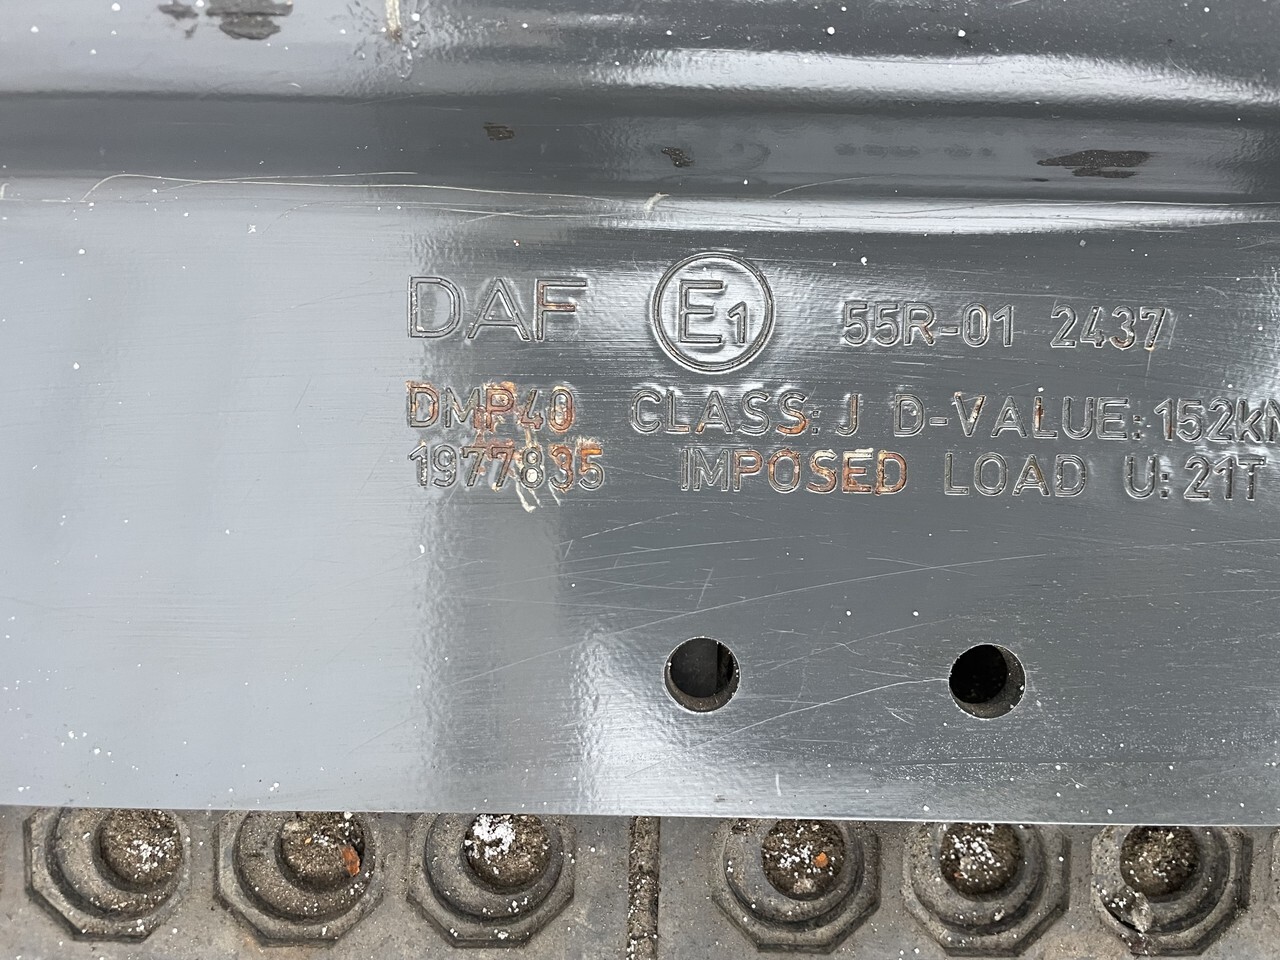 DAF E1 55R-01 2437
DMP40 CLASS: J D-VALUE: 152kN
1977835 IMPOSED LOAD U: 21T